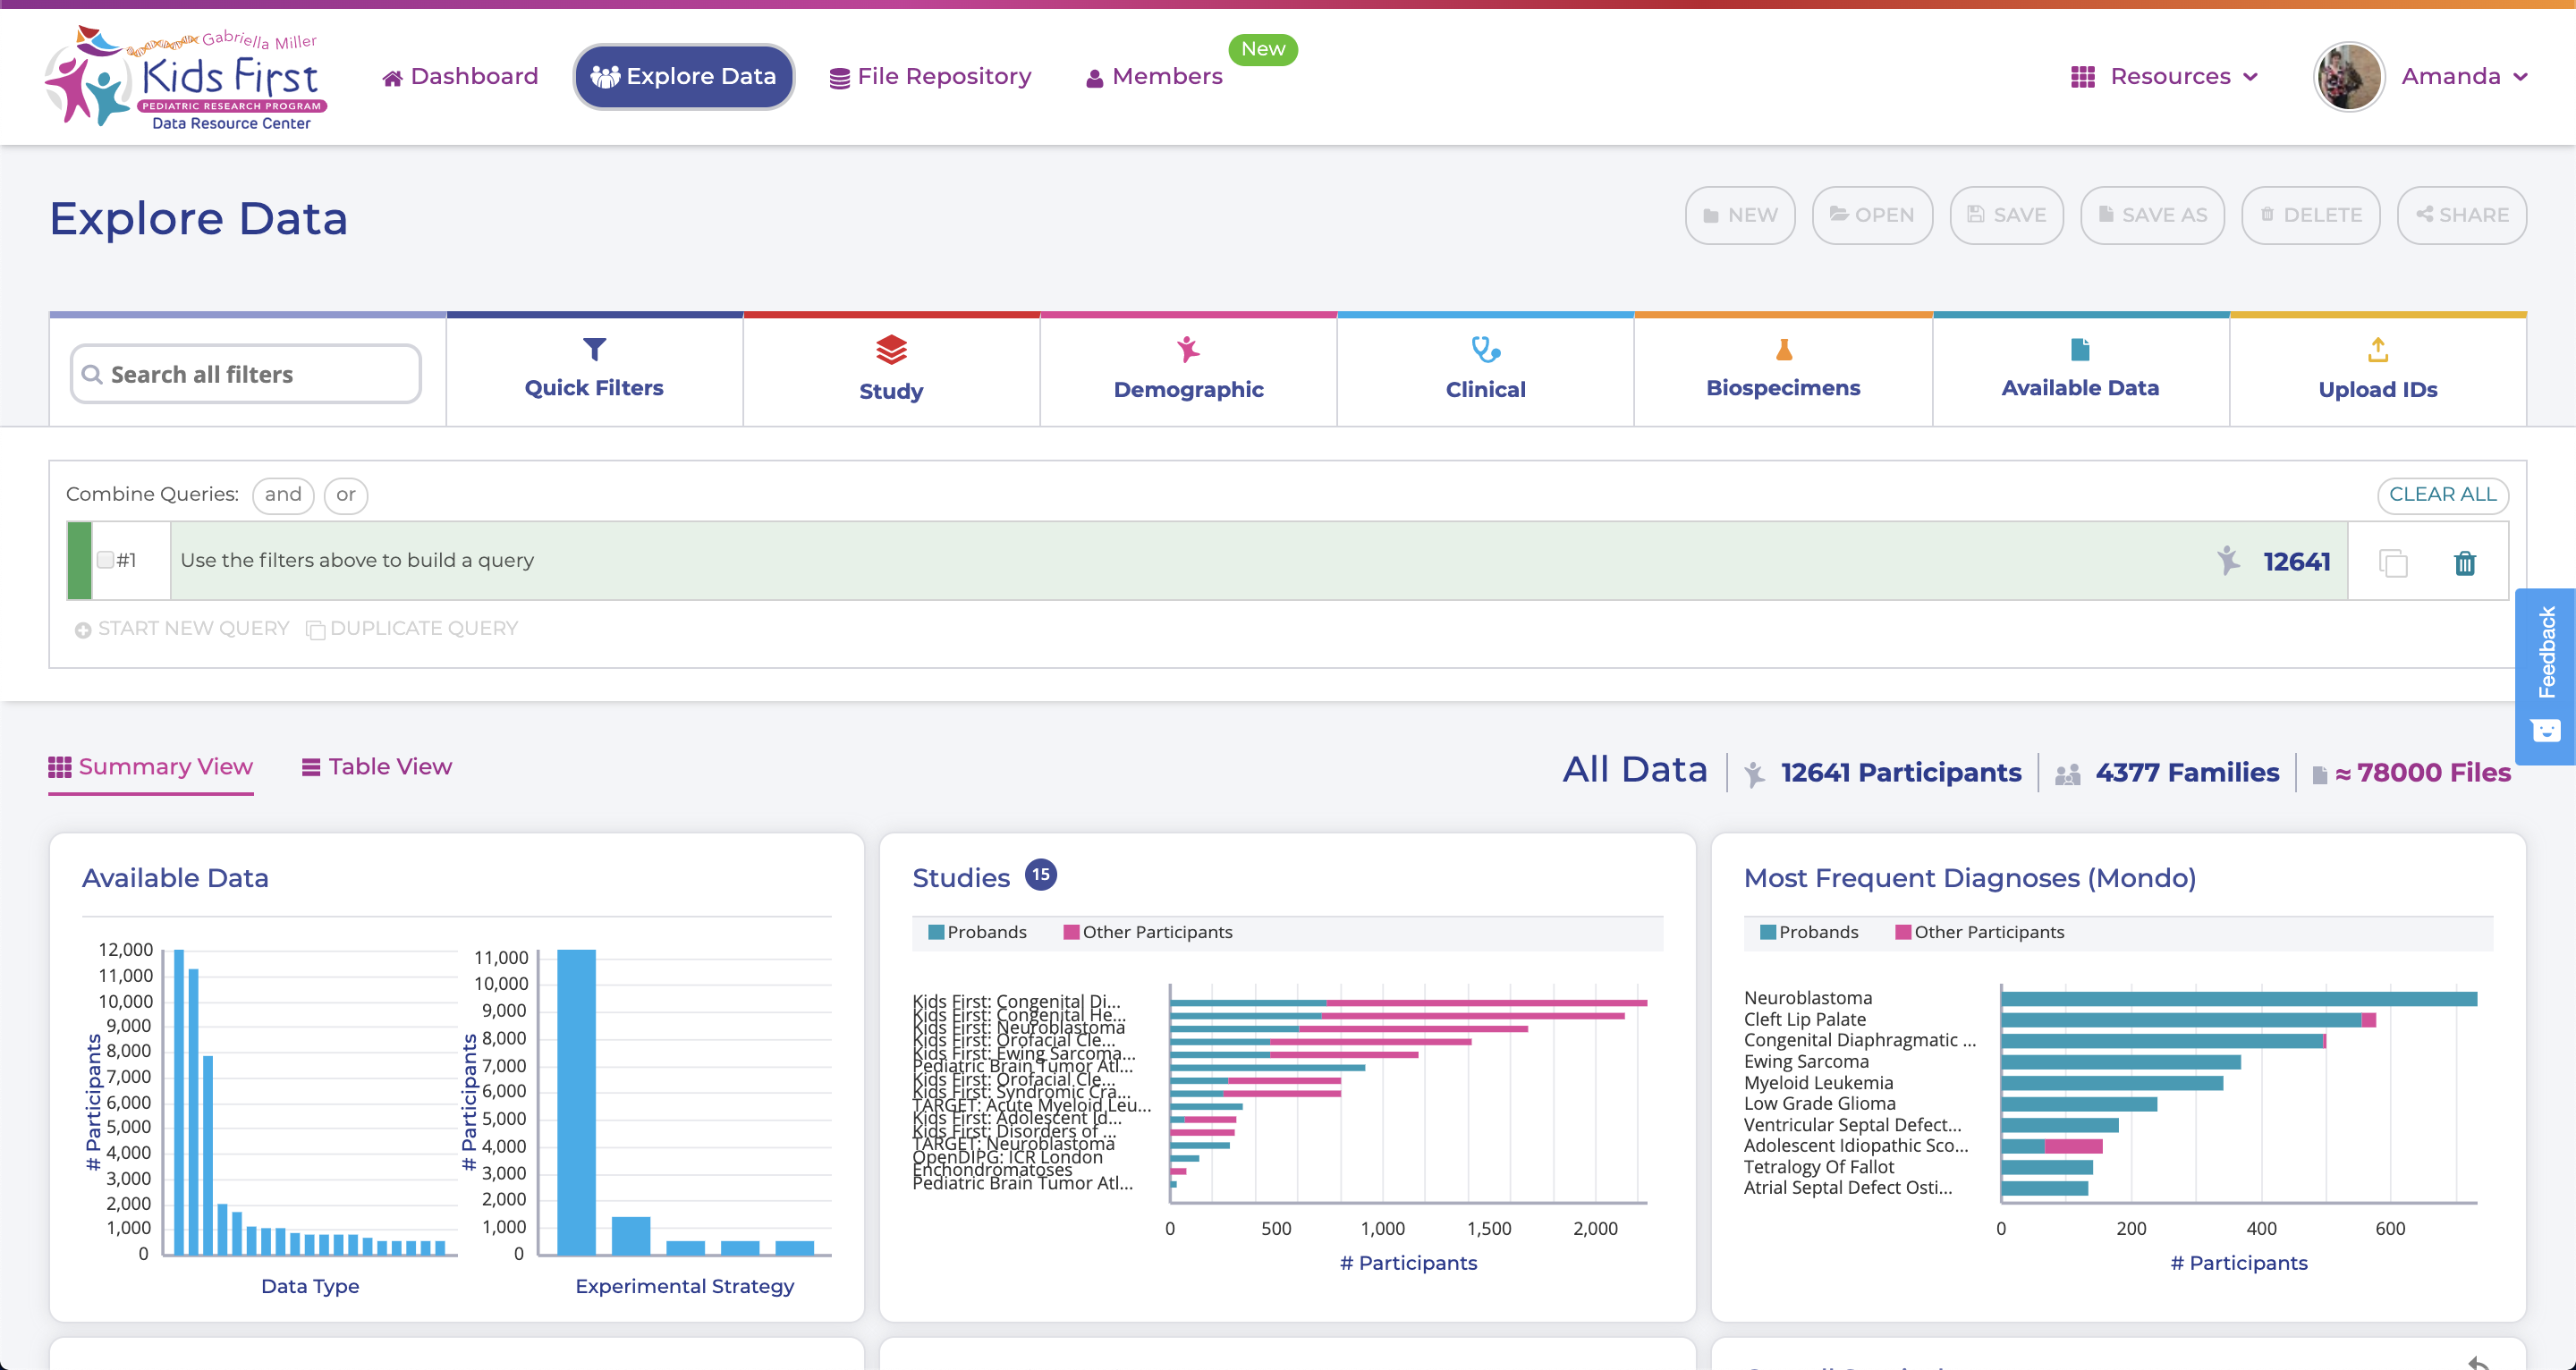 Gabriella Miller
Kids First
PEDIATRIC RESEARCH PROGRAM
Data Resource Center
Dashboard
Explore Data
File Repository
Members
New
Resources
Amanda
Explore Data
NEW
OPEN
SAVE
SAVE AS
DELETE
SHARE
Search all filters
Quick Filters
Study
Demographic
Clinical
Biospecimens
Available Data
Upload IDs
Combine Queries: and or
CLEAR ALL
#1
Use the filters above to build a query
12641
START NEW QUERY
DUPLICATE QUERY
Feedback
Summary View
Table View
All Data
12641 Participants
4377 Families
≈ 78000 Files
Available Data
# Participants
12,000
11,000
10,000
9,000
8,000
7,000
6,000
5,000
4,000
3,000
2,000
1,000
0
Data Type
# Participants
11,000
10,000
9,000
8,000
7,000
6,000
5,000
4,000
3,000
2,000
1,000
0
Experimental Strategy
Studies 15
Probands Other Participants
Kids First: Congenital Di...
Kids First: Congenital He...
Kids First: Neuroblastoma
Kids First: Orofacial Cle...
Kids First: Ewing Sarcoma...
Pediatric Brain Tumor Atl...
Kids First: Orofacial Cle...
Kids First: Syndromic Cra...
TARGET: Acute Myeloid Leu...
Kids First: Adolescent Id...
Kids First: Disorders of ...
TARGET: Neuroblastoma
OpenDIPG: ICR London
Enchondromatoses
Pediatric Brain Tumor Atl...
0 500 1,000 1,500 2,000
# Participants
Most Frequent Diagnoses (Mondo)
Probands Other Participants
Neuroblastoma
Cleft Lip Palate
Congenital Diaphragmatic ...
Ewing Sarcoma
Myeloid Leukemia
Low Grade Glioma
Ventricular Septal Defect...
Adolescent Idiopathic Sco...
Tetralogy Of Fallot
Atrial Septal Defect Osti...
0 200 400 600
# Participants